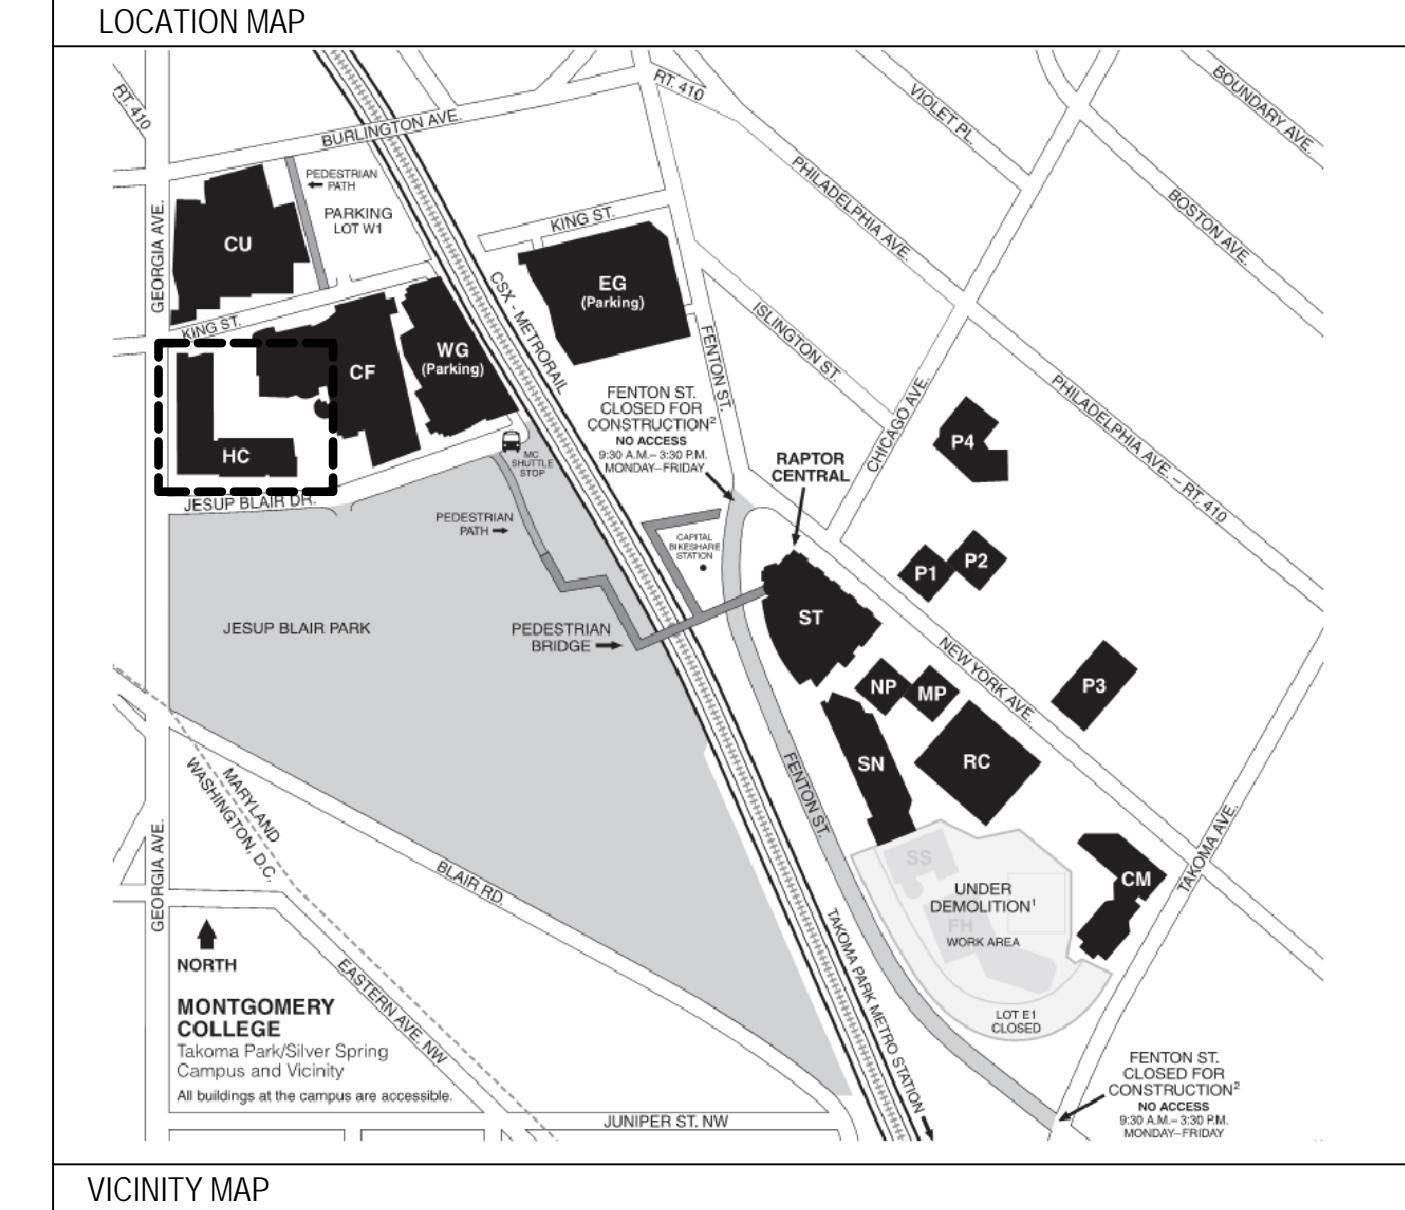 LOCATION MAP
RT. 410
BURLINGTON AVE.
RT. 410
VIOLET PL.
BOUNDARY AVE.
PEDESTRIAN
PATH
PARKING
LOT W1
PHILADELPHIA AVE.
BOSTON AVE.
GEORGIA AVE.
CU
KING ST.
EG
(Parking)
CSX - METRORAIL
KING ST.
ISLINGTON ST.
FENTON ST.
CF
WG
(Parking)
HC
JESUP BLAIR DR.
FENTON ST.
CLOSED FOR
CONSTRUCTION²
NO ACCESS
9:30 A.M.– 3:30 P.M.
MONDAY–FRIDAY
MC
SHUTTLE
STOP
CHICAGO AVE.
PHILADELPHIA AVE. – RT. 410
P4
RAPTOR
CENTRAL
PEDESTRIAN
PATH
CAPITAL
BIKESHARE
STATION
P1
P2
ST
JESUP BLAIR PARK
PEDESTRIAN
BRIDGE
NEW YORK AVE.
NP
MP
P3
SN
RC
FENTON ST.
MARYLAND
WASHINGTON, D.C.
GEORGIA AVE.
BLAIR RD
SS
UNDER
DEMOLITION¹
FH
WORK AREA
CM
TAKOMA AVE.
TAKOMA PARK METRO STATION
LOT E1
CLOSED
NORTH
MONTGOMERY
COLLEGE
Takoma Park/Silver Spring
Campus and Vicinity
All buildings at the campus are accessible.
EASTERN AVE. NW
JUNIPER ST. NW
FENTON ST.
CLOSED FOR
CONSTRUCTION²
NO ACCESS
9:30 A.M.– 3:30 P.M.
MONDAY–FRIDAY
VICINITY MAP